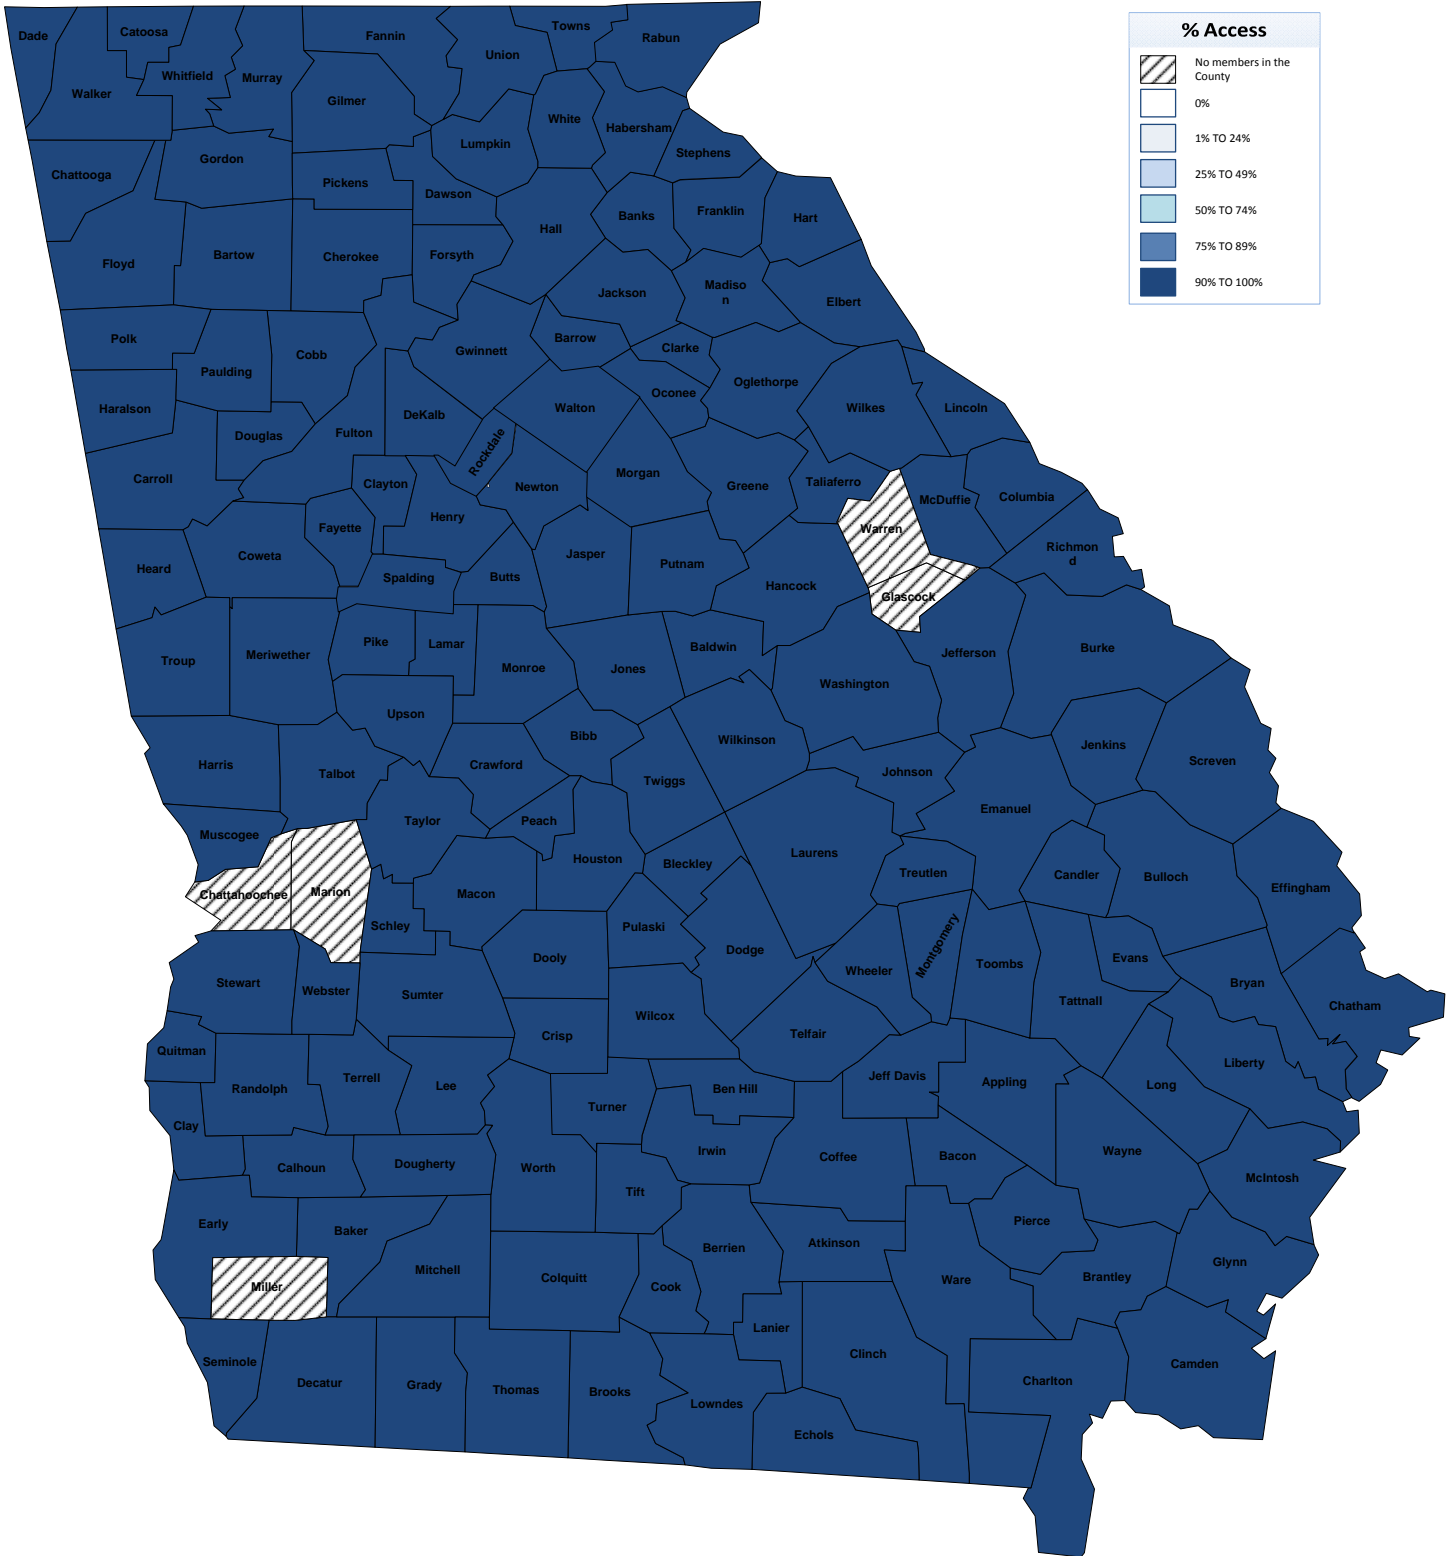 % Access
No members in the
County
0%
1% TO 24%
25% TO 49%
50% TO 74%
75% TO 89%
90% TO 100%
Dade
Catoosa
Walker
Whitfield
Murray
Fannin
Union
Towns
Rabun
Gilmer
White
Habersham
Lumpkin
Stephens
Chattooga
Gordon
Pickens
Dawson
Banks
Franklin
Hart
Hall
Floyd
Bartow
Cherokee
Forsyth
Jackson
Madiso
n
Elbert
Polk
Cobb
Gwinnett
Barrow
Clarke
Paulding
Oglethorpe
Oconee
Haralson
Douglas
Fulton
DeKalb
Rockdale
Walton
Wilkes
Lincoln
Carroll
Clayton
Newton
Morgan
Greene
Taliaferro
McDuffie
Columbia
Fayette
Henry
Warren
Coweta
Heard
Spalding
Butts
Jasper
Putnam
Hancock
Richmon
d
Glascock
Troup
Meriwether
Pike
Lamar
Monroe
Jones
Baldwin
Washington
Jefferson
Burke
Upson
Bibb
Wilkinson
Jenkins
Screven
Harris
Talbot
Crawford
Twiggs
Johnson
Emanuel
Muscogee
Taylor
Peach
Houston
Bleckley
Laurens
Treutlen
Candler
Bulloch
Effingham
Chattahoochee
Marion
Macon
Schley
Pulaski
Dooly
Dodge
Wheeler
Montgomery
Toombs
Evans
Tattnall
Bryan
Chatham
Stewart
Webster
Sumter
Crisp
Wilcox
Telfair
Quitman
Randolph
Terrell
Lee
Turner
Ben Hill
Jeff Davis
Appling
Long
Liberty
Clay
Calhoun
Dougherty
Worth
Irwin
Coffee
Bacon
Wayne
McIntosh
Tift
Early
Baker
Mitchell
Colquitt
Berrien
Atkinson
Pierce
Miller
Cook
Ware
Brantley
Glynn
Seminole
Decatur
Grady
Thomas
Brooks
Lanier
Clinch
Lowndes
Echols
Charlton
Camden